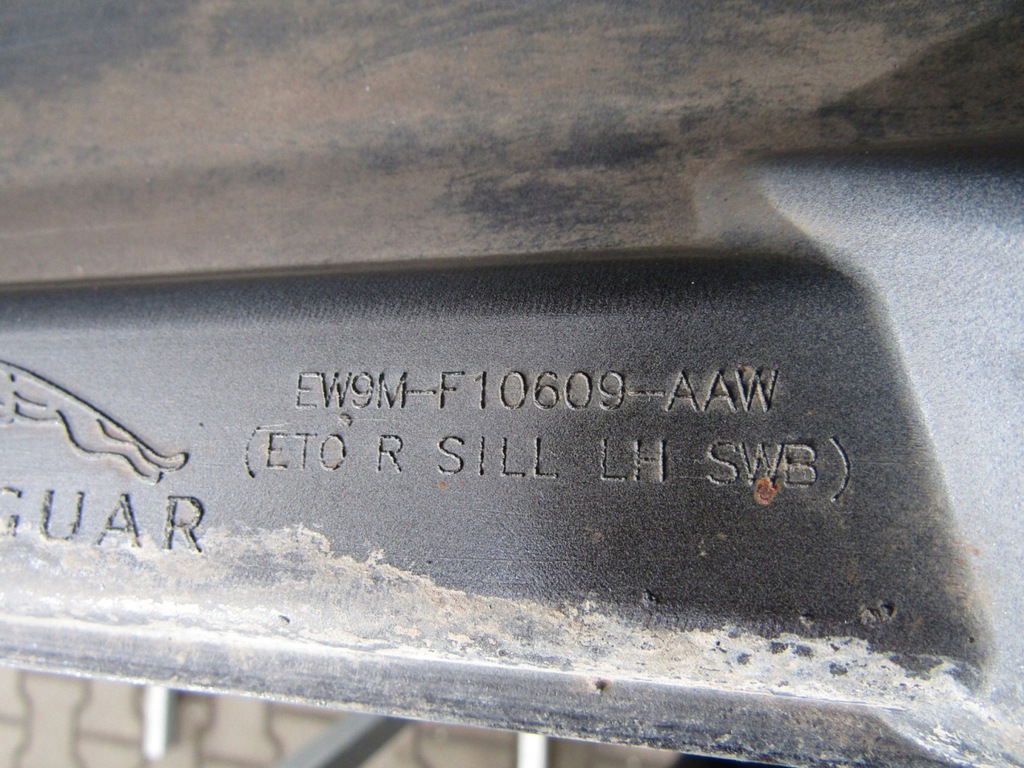 EW9M-F10609-AAW
(ETO R SILL LH SWB)
GUAR